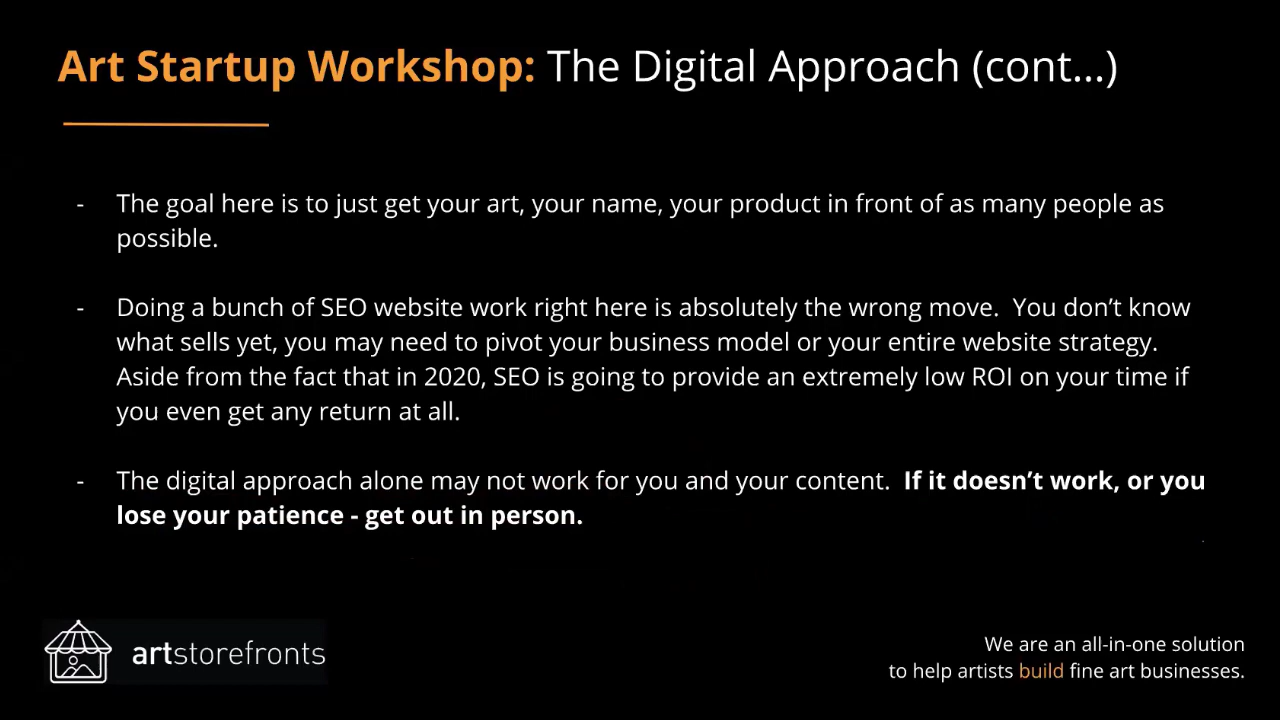 Art Startup Workshop: The Digital Approach (cont...)
- The goal here is to just get your art, your name, your product in front of as many people as
possible.
- Doing a bunch of SEO website work right here is absolutely the wrong move.  You don’t know
what sells yet, you may need to pivot your business model or your entire website strategy.
Aside from the fact that in 2020, SEO is going to provide an extremely low ROI on your time if
you even get any return at all.
- The digital approach alone may not work for you and your content.  If it doesn’t work, or you
lose your patience - get out in person.
artstorefronts
We are an all-in-one solution
to help artists build fine art businesses.